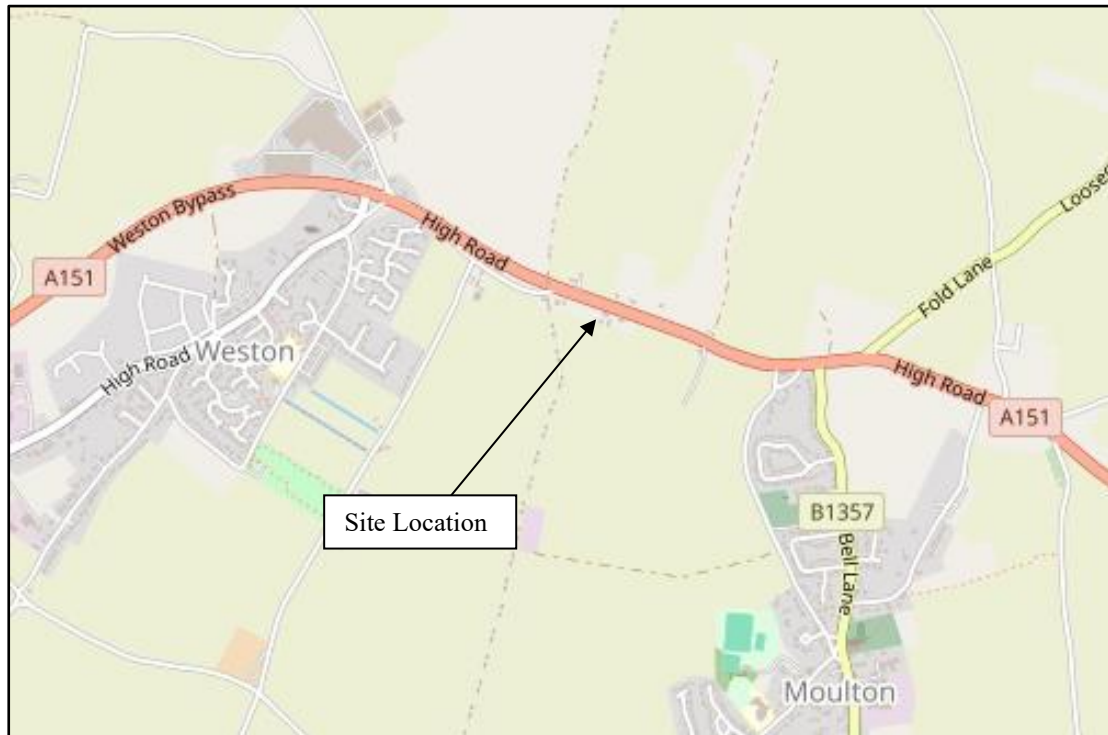 Weston Bypass
A151
High Road
Loose
Fold Lane
High Road
Weston
High Road
A151
Site Location
B1357
Bell Lane
Moulton